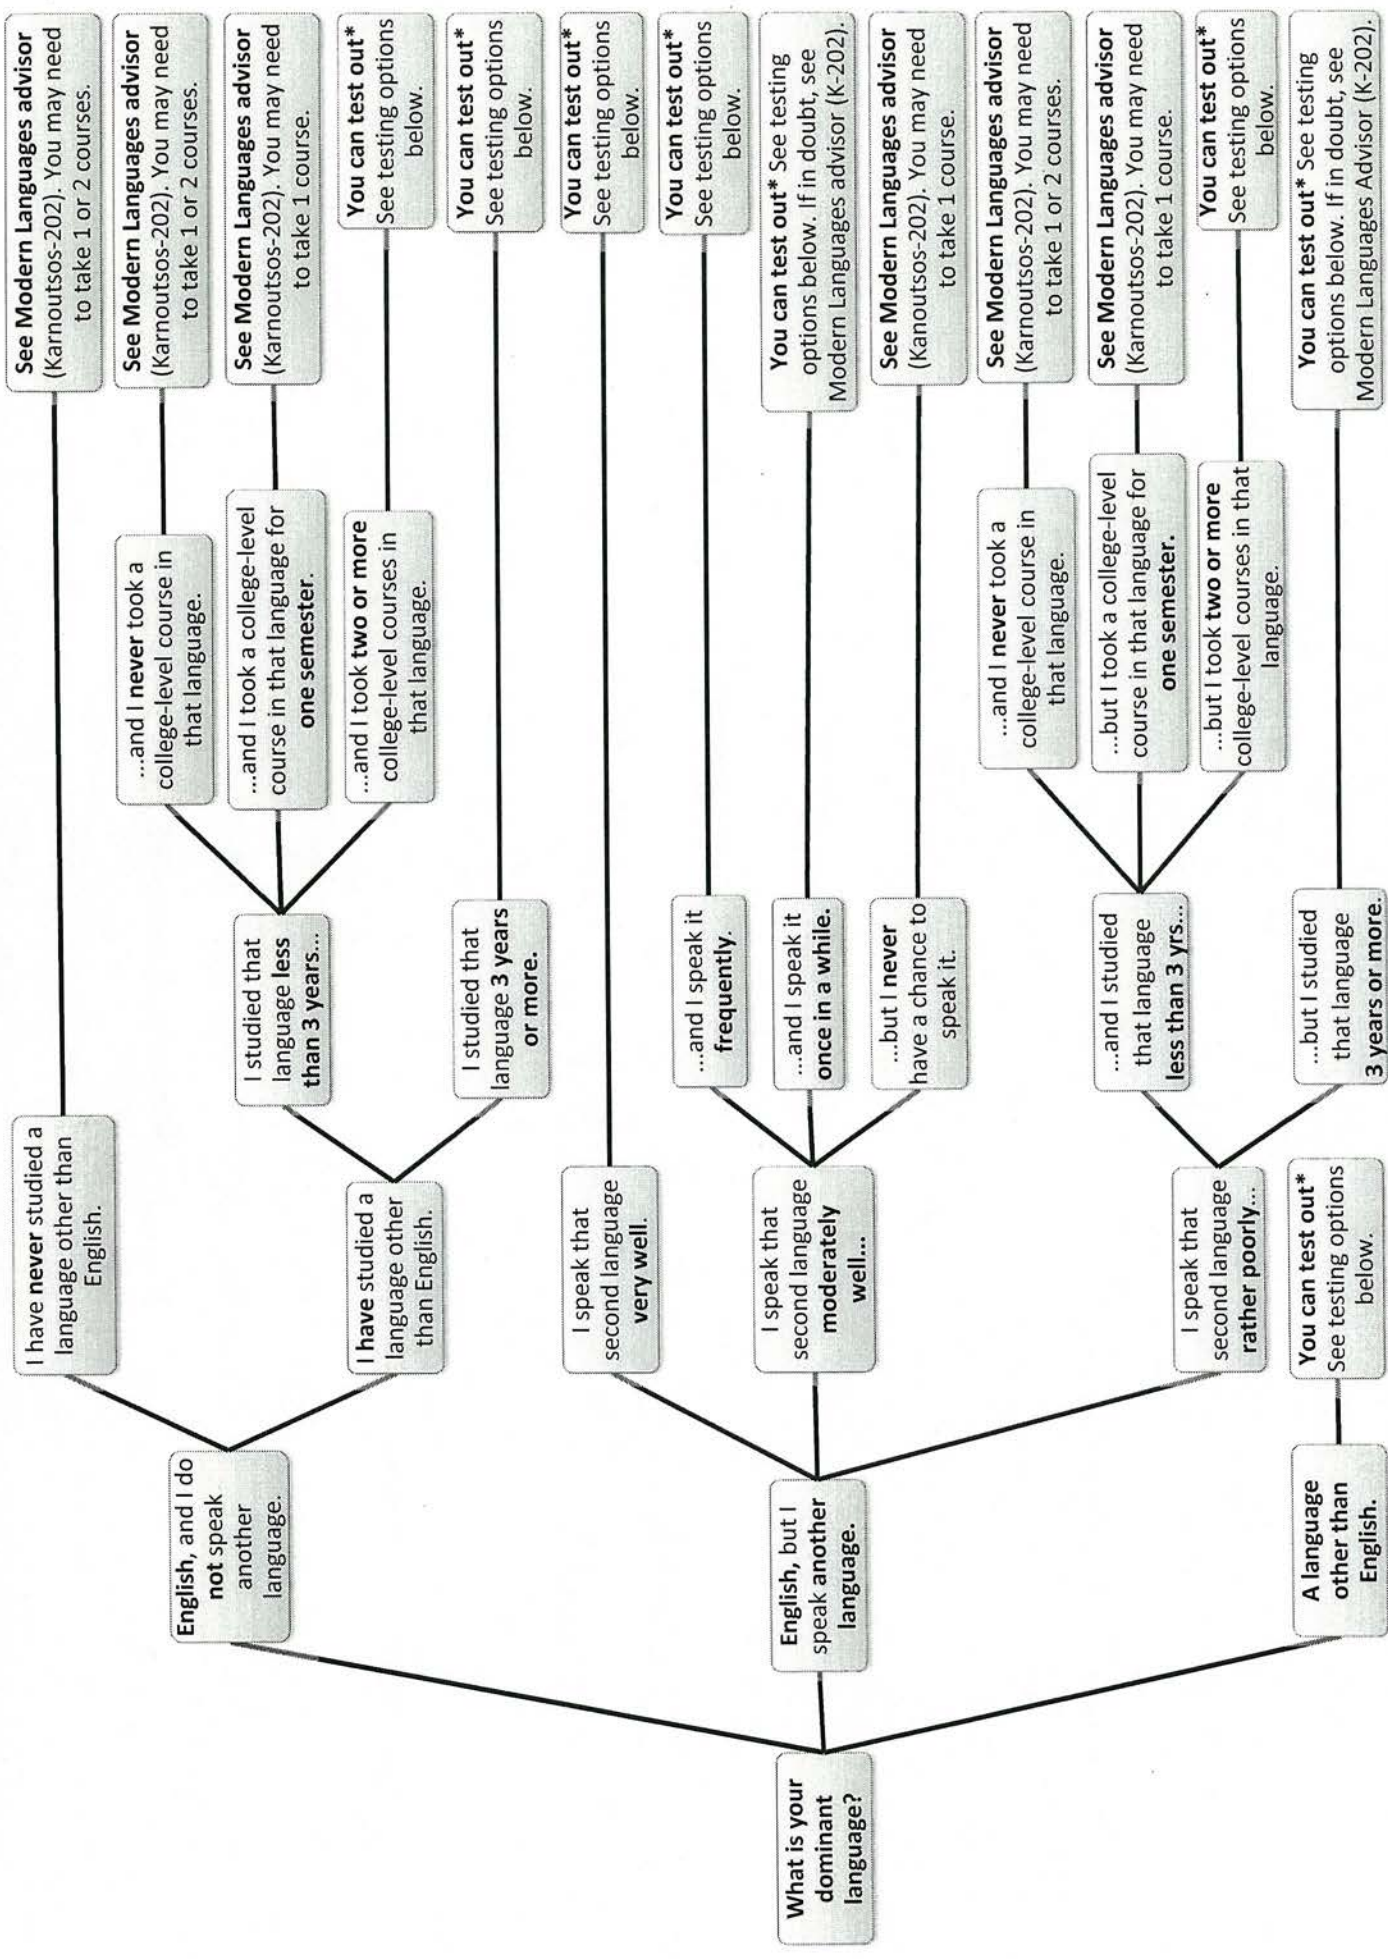 What is your
dominant
language?
English, and I do
not speak
another
language.
I have never studied a
language other than
English.
See Modern Languages advisor
(Karnoutsos-202). You may need
to take 1 or 2 courses.
I have studied a
language other
than English.
I studied that
language less
than 3 years...
...and I never took a
college-level course in
that language.
See Modern Languages advisor
(Karnoutsos-202). You may need
to take 1 or 2 courses.
...and I took a college-level
course in that language for
one semester.
See Modern Languages advisor
(Karnoutsos-202). You may need
to take 1 course.
...and I took two or more
college-level courses in
that language.
You can test out*
See testing options
below.
I studied that
language 3 years
or more.
You can test out*
See testing options
below.
English, but I
speak another
language.
I speak that
second language
very well.
You can test out*
See testing options
below.
I speak that
second language
moderately
well...
...and I speak it
frequently.
You can test out*
See testing options
below.
...and I speak it
once in a while.
You can test out* See testing
options below. If in doubt, see
Modern Languages advisor (K-202).
...but I never
have a chance to
speak it.
See Modern Languages advisor
(Kanoutsos-202). You may need
to take 1 course.
I speak that
second language
rather poorly...
...and I studied
that language
less than 3 yrs...
...and I never took a
college-level course in
that language.
See Modern Languages advisor
(Karnoutsos-202). You may need
to take 1 or 2 courses.
...but I took a college-level
course in that language for
one semester.
See Modern Languages advisor
(Karnoutsos-202). You may need
to take 1 course.
...but I took two or more
college-level courses in that
language.
You can test out*
See testing options
below.
...but I studied
that language
3 years or more.
You can test out* See testing
options below. If in doubt, see
Modern Languages Advisor (K-202).
A language
other than
English.
You can test out*
See testing options
below.